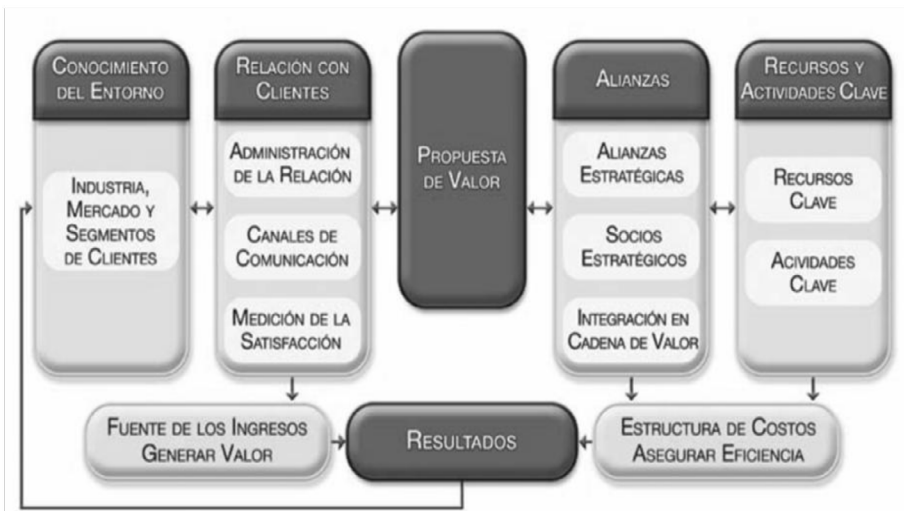 CONOCIMIENTO
DEL ENTORNO
INDUSTRIA,
MERCADO Y
SEGMENTOS
DE CLIENTES
RELACIÓN CON
CLIENTES
ADMINISTRACIÓN
DE LA RELACIÓN
CANALES DE
COMUNICACIÓN
MEDICIÓN DE LA
SATISFACCIÓN
PROPUESTA
DE VALOR
ALIANZAS
ALIANZAS
ESTRATÉGICAS
SOCIOS
ESTRATÉGICOS
INTEGRACIÓN EN
CADENA DE VALOR
RECURSOS Y
ACTIVIDADES CLAVE
RECURSOS
CLAVE
ACIVIDADES
CLAVE
FUENTE DE LOS INGRESOS
GENERAR VALOR
RESULTADOS
ESTRUCTURA DE COSTOS
ASEGURAR EFICIENCIA